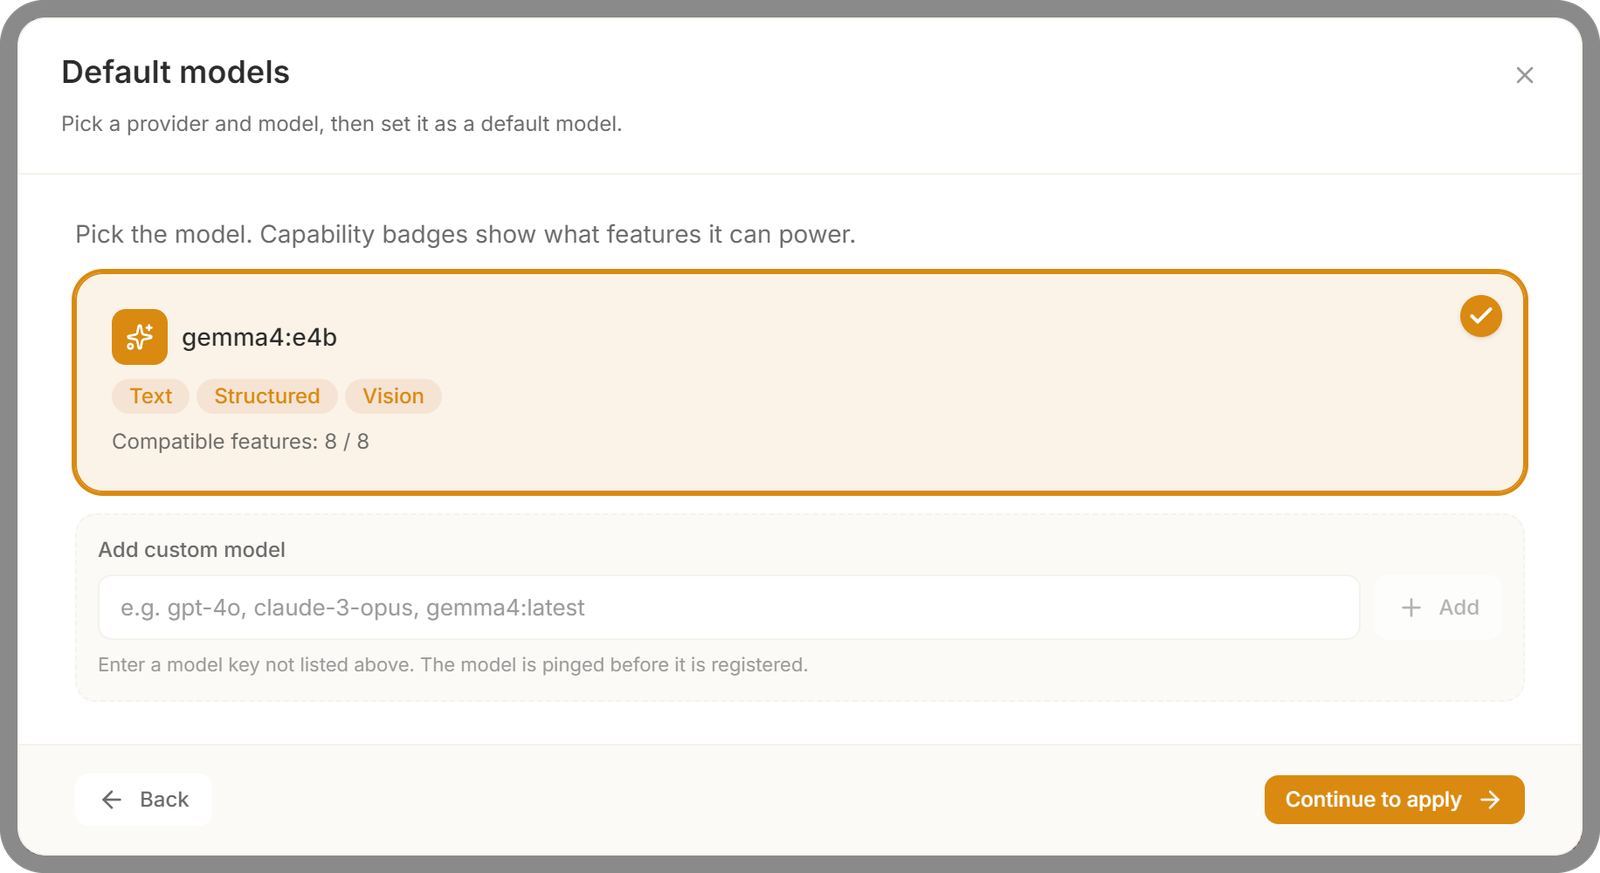 Default models
Pick a provider and model, then set it as a default model.
Pick the model. Capability badges show what features it can power.
gemma4:e4b
Text Structured Vision
Compatible features: 8 / 8
Add custom model
e.g. gpt-4o, claude-3-opus, gemma4:latest
+ Add
Enter a model key not listed above. The model is pinged before it is registered.
← Back
Continue to apply →